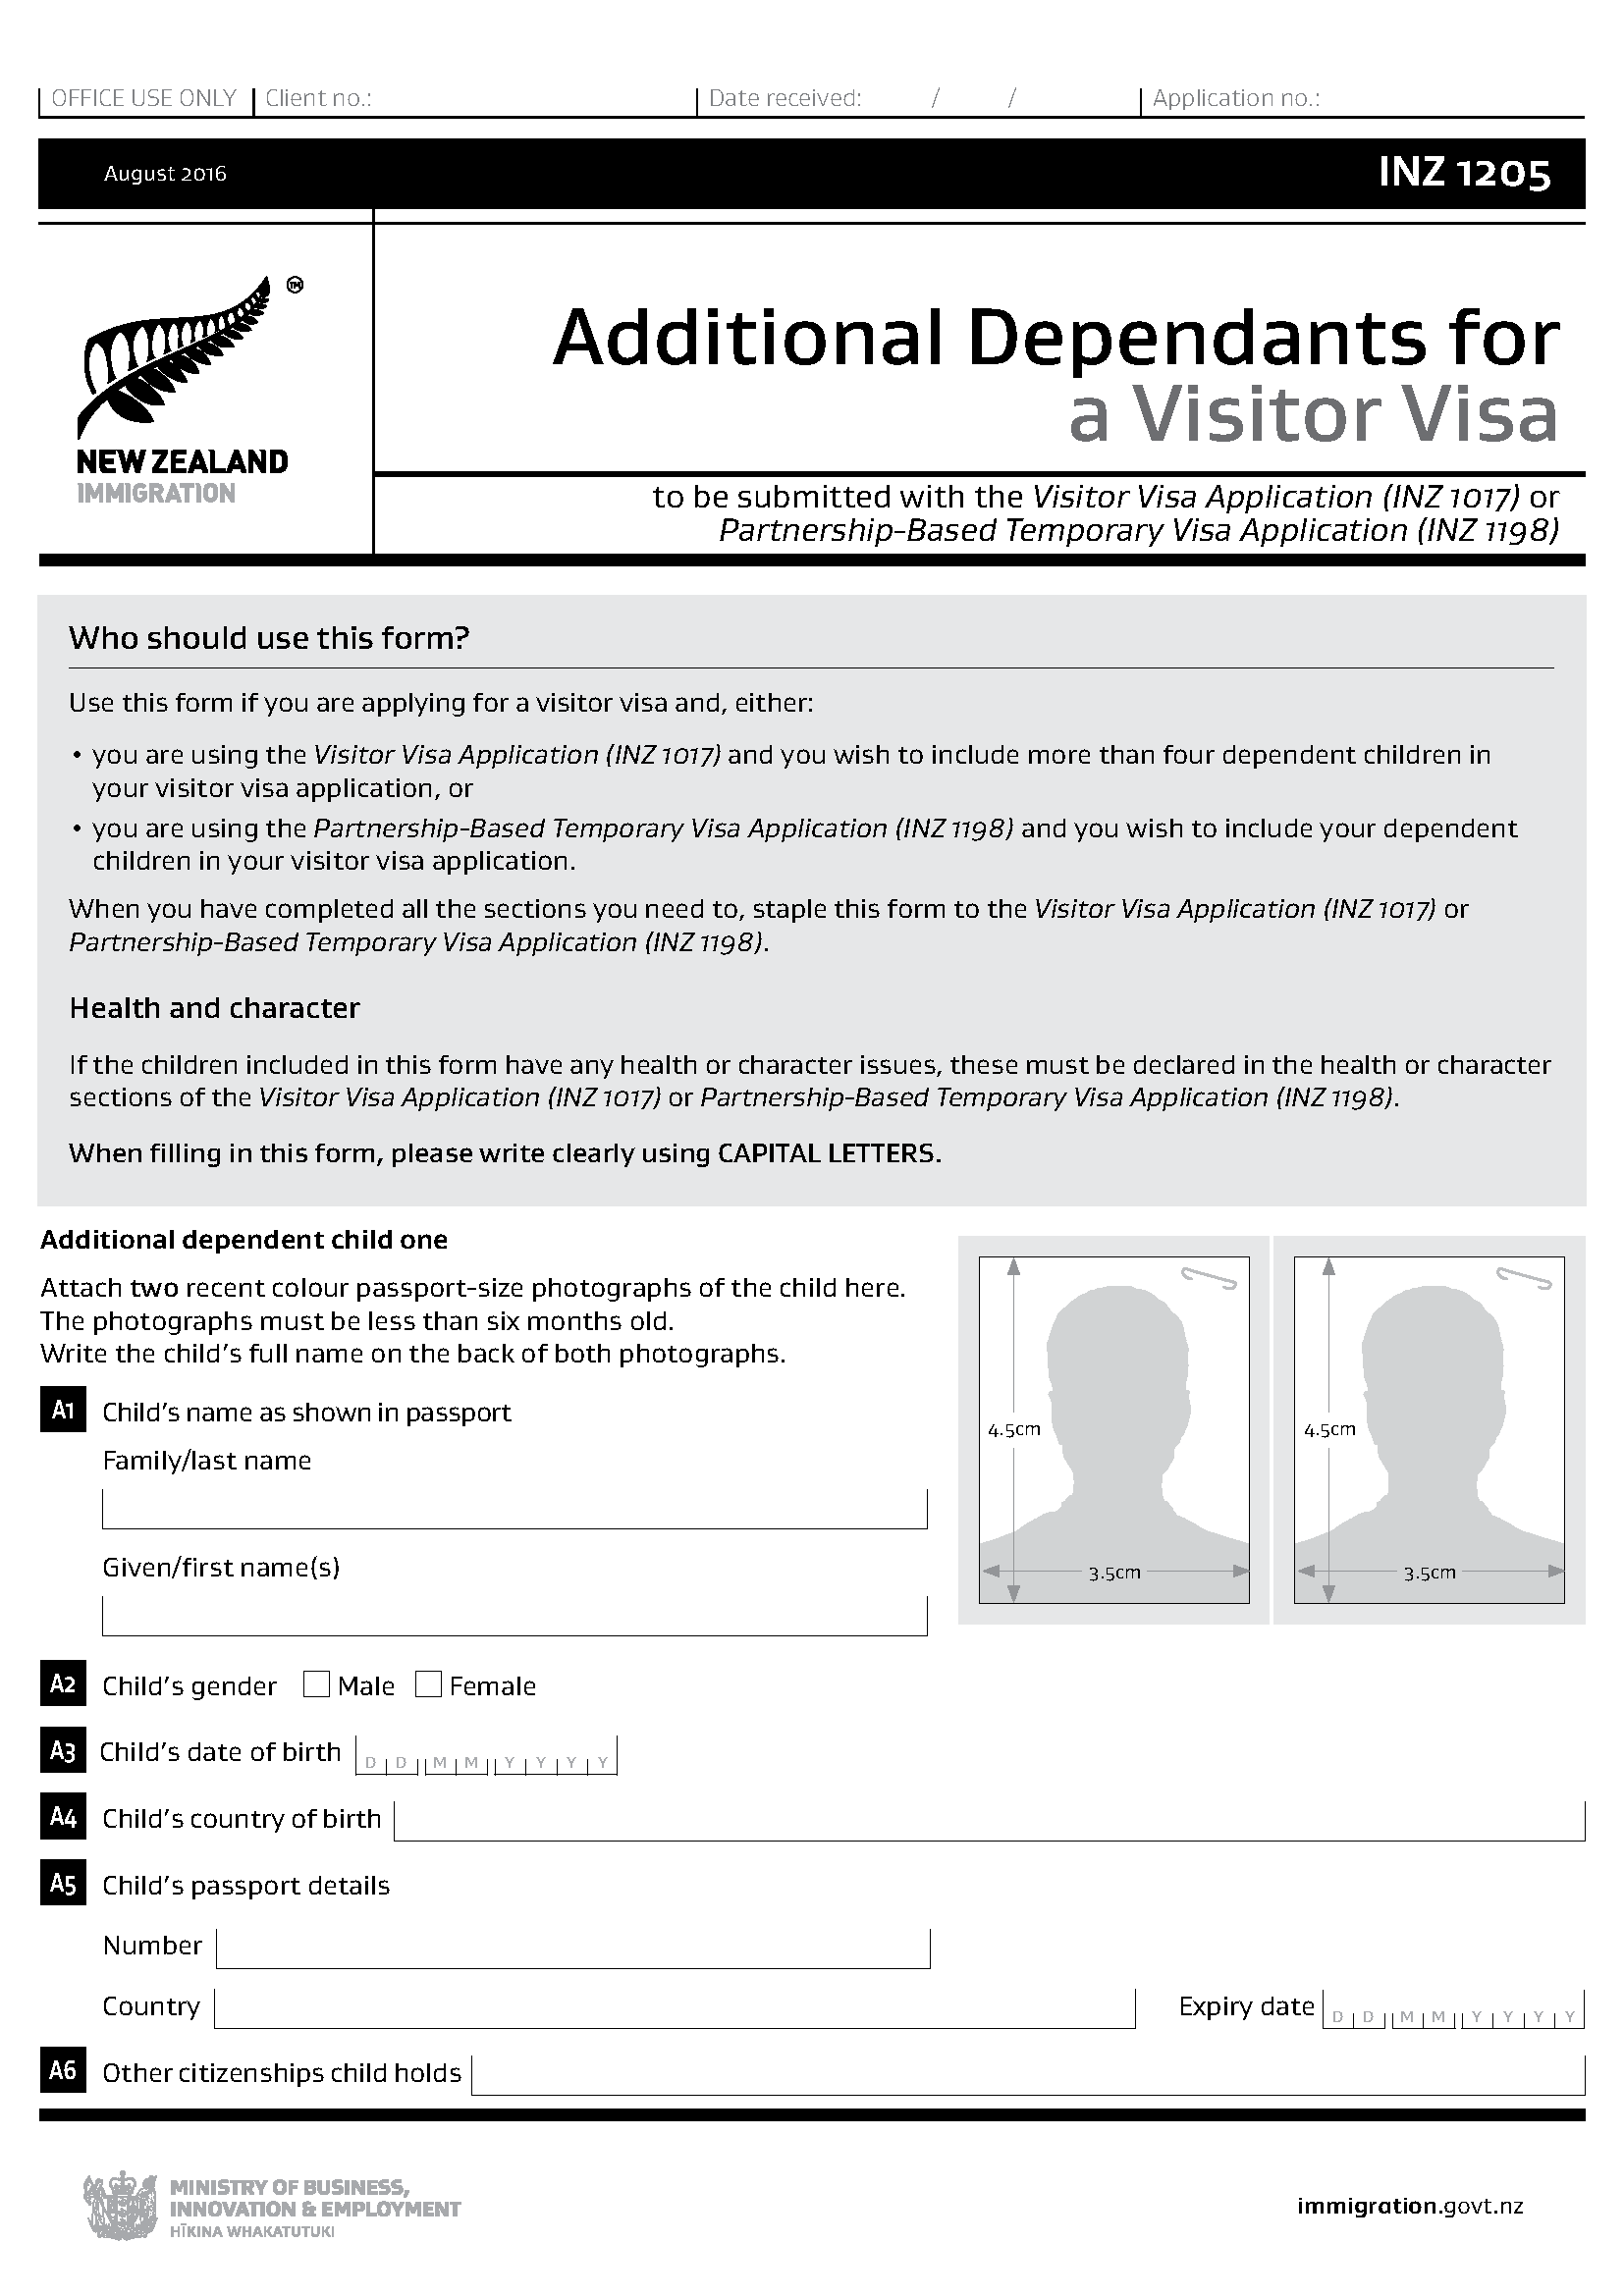 OFFICE USE ONLY Client no.: Date received: / / Application no.:
August 2016 INZ 1205
TM
NEW ZEALAND
IMMIGRATION
Additional Dependants for
a Visitor Visa
to be submitted with the Visitor Visa Application (INZ 1017) or
Partnership-Based Temporary Visa Application (INZ 1198)
Who should use this form?
Use this form if you are applying for a visitor visa and, either:
• you are using the Visitor Visa Application (INZ 1017) and you wish to include more than four dependent children in
your visitor visa application, or
• you are using the Partnership-Based Temporary Visa Application (INZ 1198) and you wish to include your dependent
children in your visitor visa application.
When you have completed all the sections you need to, staple this form to the Visitor Visa Application (INZ 1017) or
Partnership-Based Temporary Visa Application (INZ 1198).
Health and character
If the children included in this form have any health or character issues, these must be declared in the health or character
sections of the Visitor Visa Application (INZ 1017) or Partnership-Based Temporary Visa Application (INZ 1198).
When filling in this form, please write clearly using CAPITAL LETTERS.
Additional dependent child one
Attach two recent colour passport-size photographs of the child here.
The photographs must be less than six months old.
Write the child's full name on the back of both photographs.
4.5cm 4.5cm
3.5cm 3.5cm
A1 Child's name as shown in passport
Family/last name
Given/first name(s)
A2 Child's gender Male Female
A3 Child's date of birth D D M M Y Y Y Y
A4 Child's country of birth
A5 Child's passport details
Number
Country Expiry date D D M M Y Y Y Y
A6 Other citizenships child holds
MINISTRY OF BUSINESS,
INNOVATION & EMPLOYMENT
HĪKINA WHAKATUTUKI
immigration.govt.nz